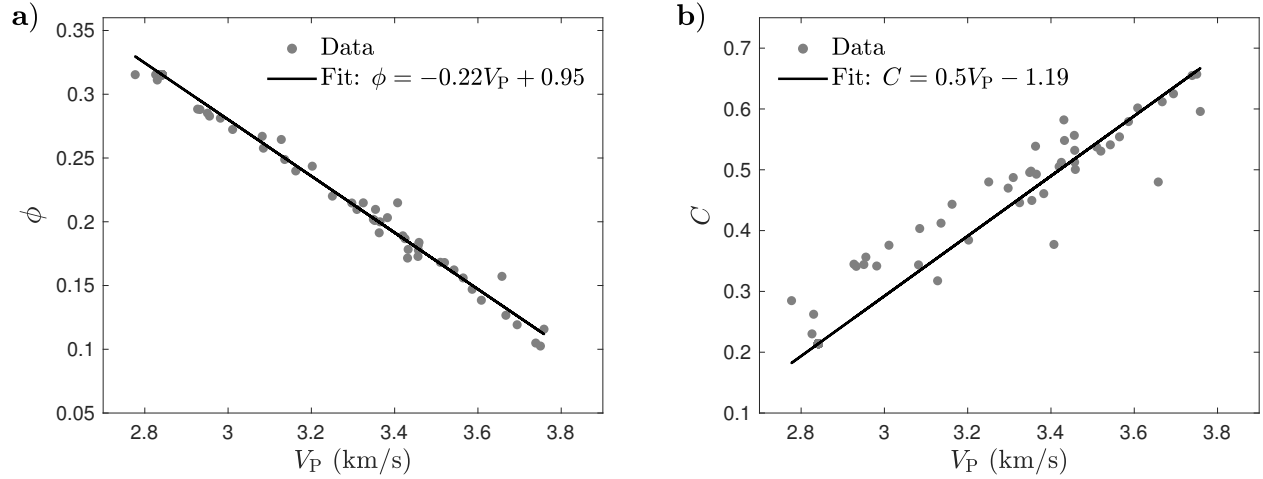 a)
Data
Fit: ϕ = −0.22V_P + 0.95
0.35
0.3
0.25
0.2
0.15
0.1
0.05
ϕ
2.8 3 3.2 3.4 3.6 3.8
V_P (km/s)
b)
Data
Fit: C = 0.5V_P − 1.19
0.7
0.6
0.5
0.4
0.3
0.2
0.1
C
2.8 3 3.2 3.4 3.6 3.8
V_P (km/s)